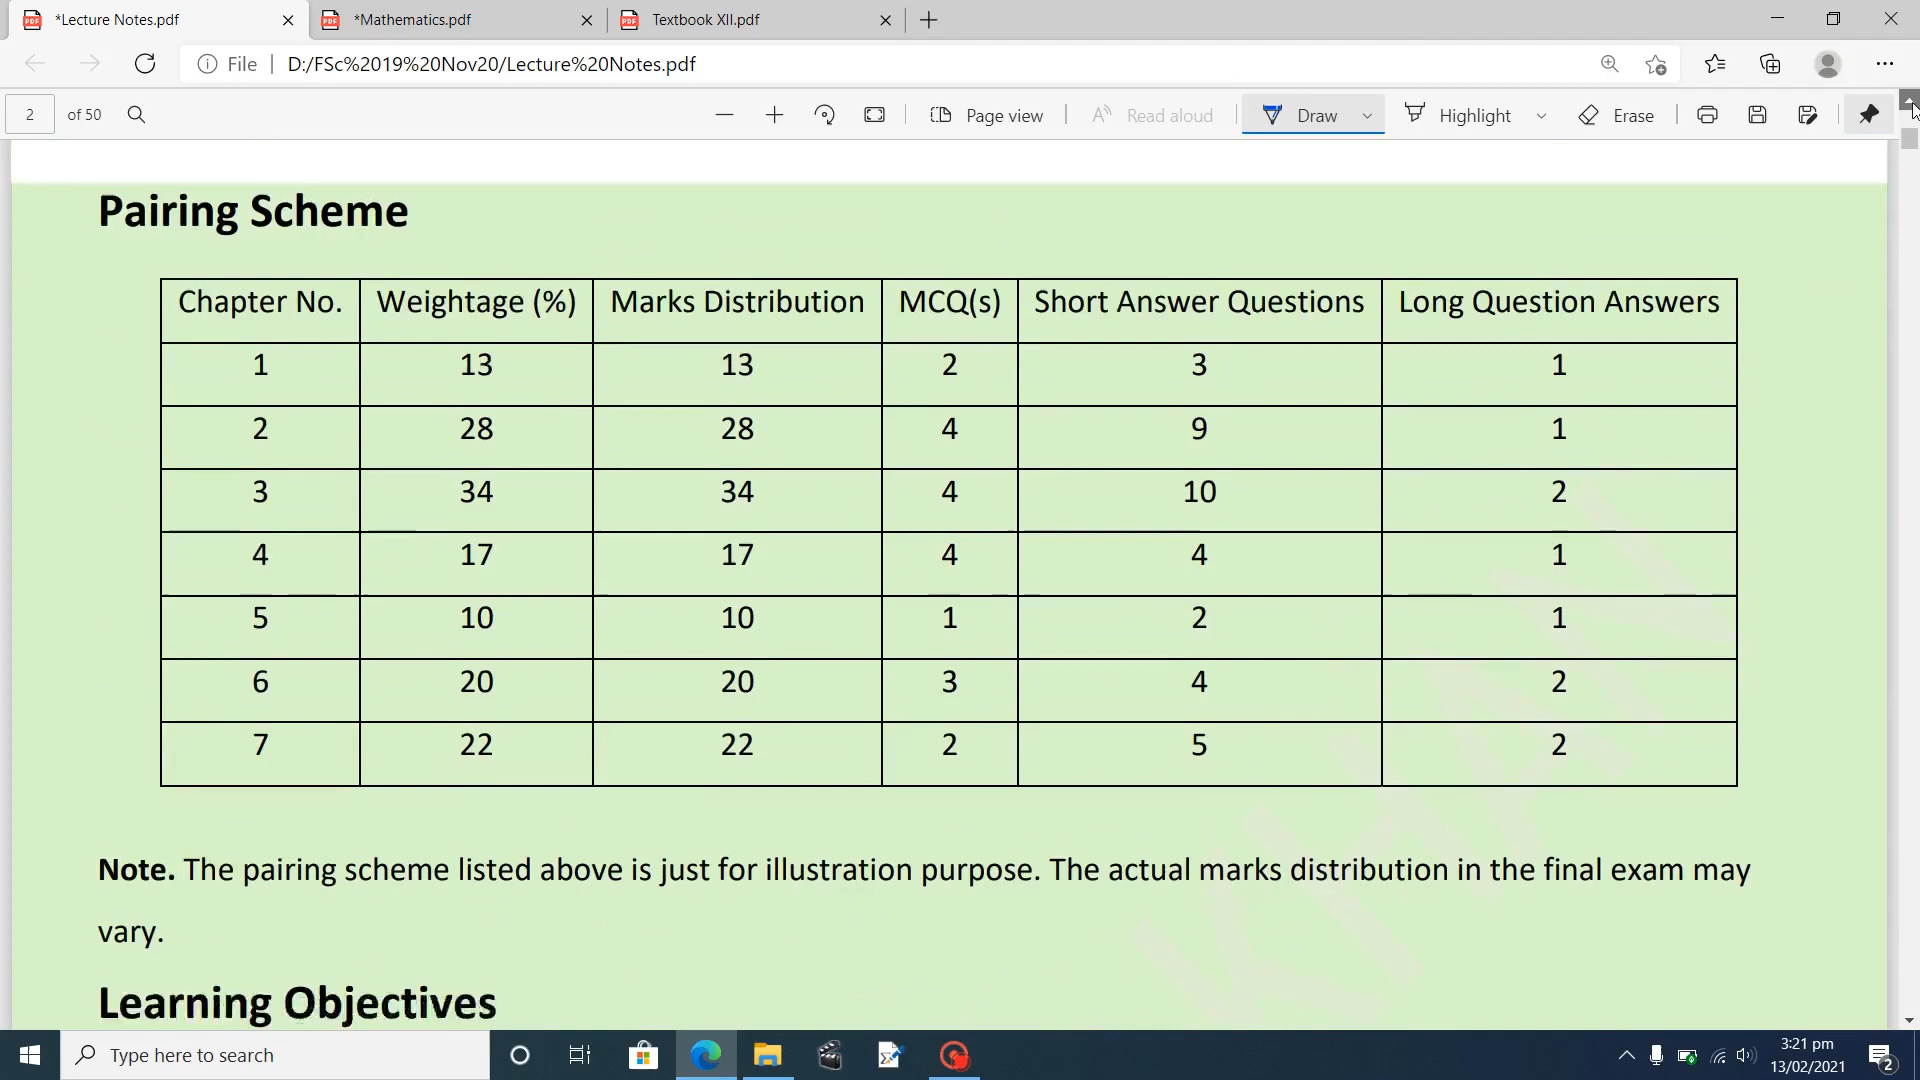 *Lecture Notes.pdf
*Mathematics.pdf
Textbook XII.pdf
File
D:/FSc%2019%20Nov20/Lecture%20Notes.pdf
2 of 50
Page view
Read aloud
Draw
Highlight
Erase
Pairing Scheme
Chapter No. Weightage (%) Marks Distribution MCQ(s) Short Answer Questions Long Question Answers
1 13 13 2 3 1
2 28 28 4 9 1
3 34 34 4 10 2
4 17 17 4 4 1
5 10 10 1 2 1
6 20 20 3 4 2
7 22 22 2 5 2
Note. The pairing scheme listed above is just for illustration purpose. The actual marks distribution in the final exam may
vary.
Learning Objectives
KHAN
Type here to search
3:21 pm
13/02/2021
2